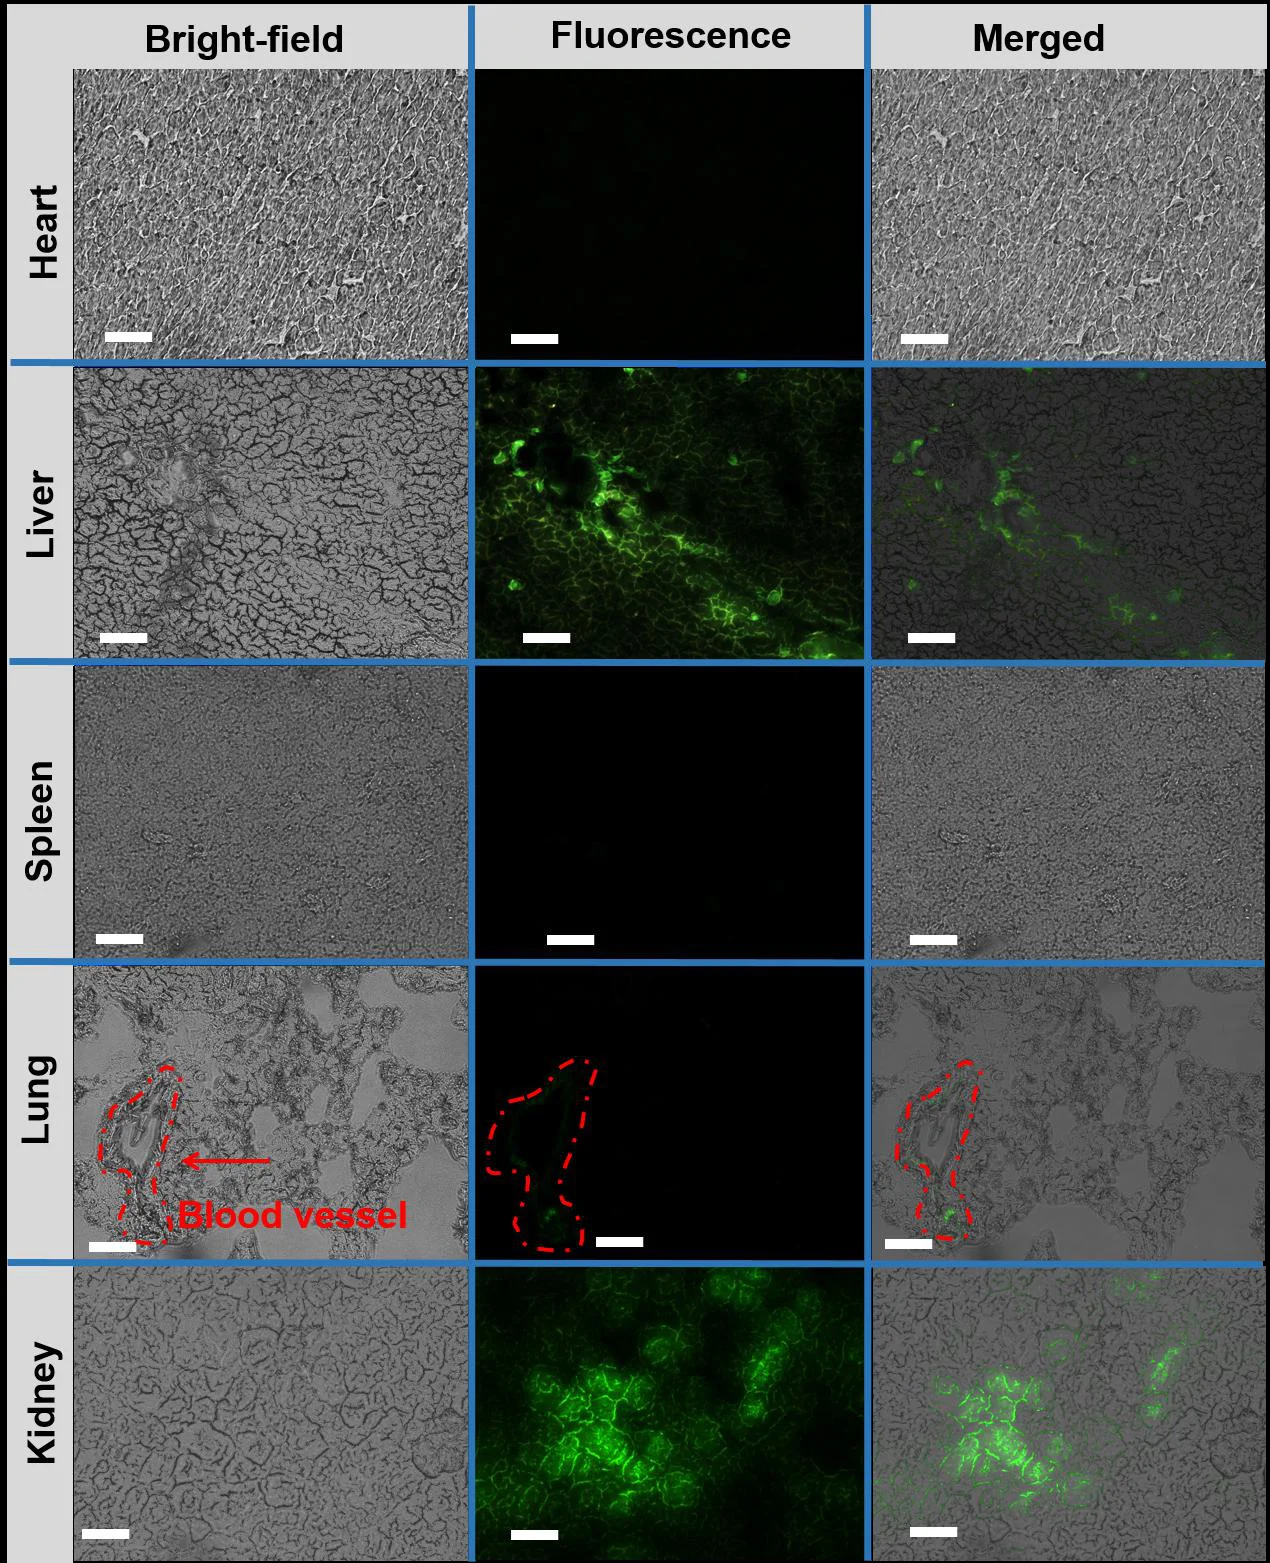 Bright-field
Fluorescence
Merged
Heart
Liver
Spleen
Lung
Blood vessel
Kidney